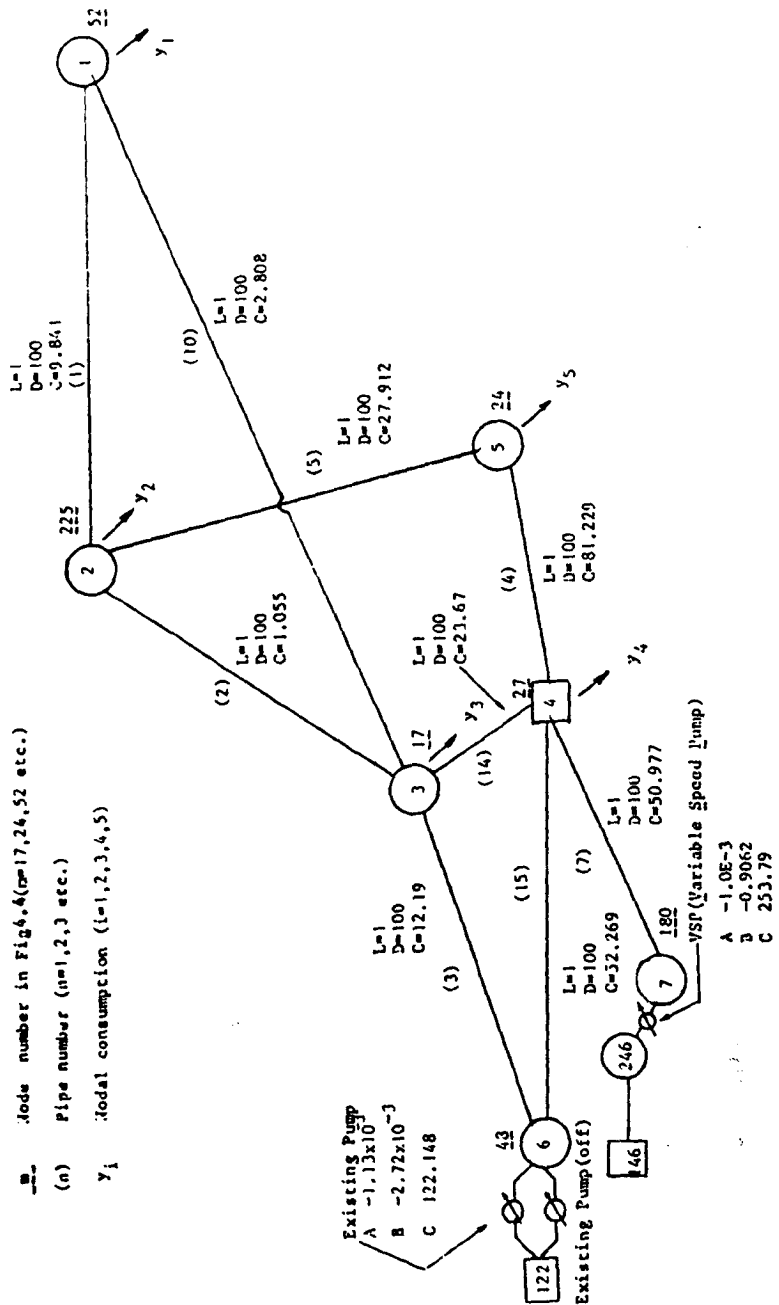 m Node number in Fig4.4(m=17,24,52 etc.)
(n) Pipe number (n=1,2,3 etc.)
y i Nodal consumption (i=1,2,3,4,5)
52
1
y1
L=1
D=100
C=9.841
(1)
225
2
y2
(10)
L=1
D=100
C=2.808
(5)
L=1
D=100
C=27.912
24
5
y5
(2)
L=1
D=100
C=1.055
L=1
D=100
C=23.67
(4)
L=1
D=100
C=81.229
17
3
y3
(14)
27
4
y4
L=1
D=100
C=12.19
(3)
(15)
L=1
D=100
C=52.269
(7)
L=1
D=100
C=50.977
Existing Pump
A -1.13x10-3
B -2.72x10-3
C 122.148
43
6
122
Existing Pump(off)
180
7
246
146
VSP(Variable Speed Pump)
A -1.0E-3
B -0.9062
C 253.79